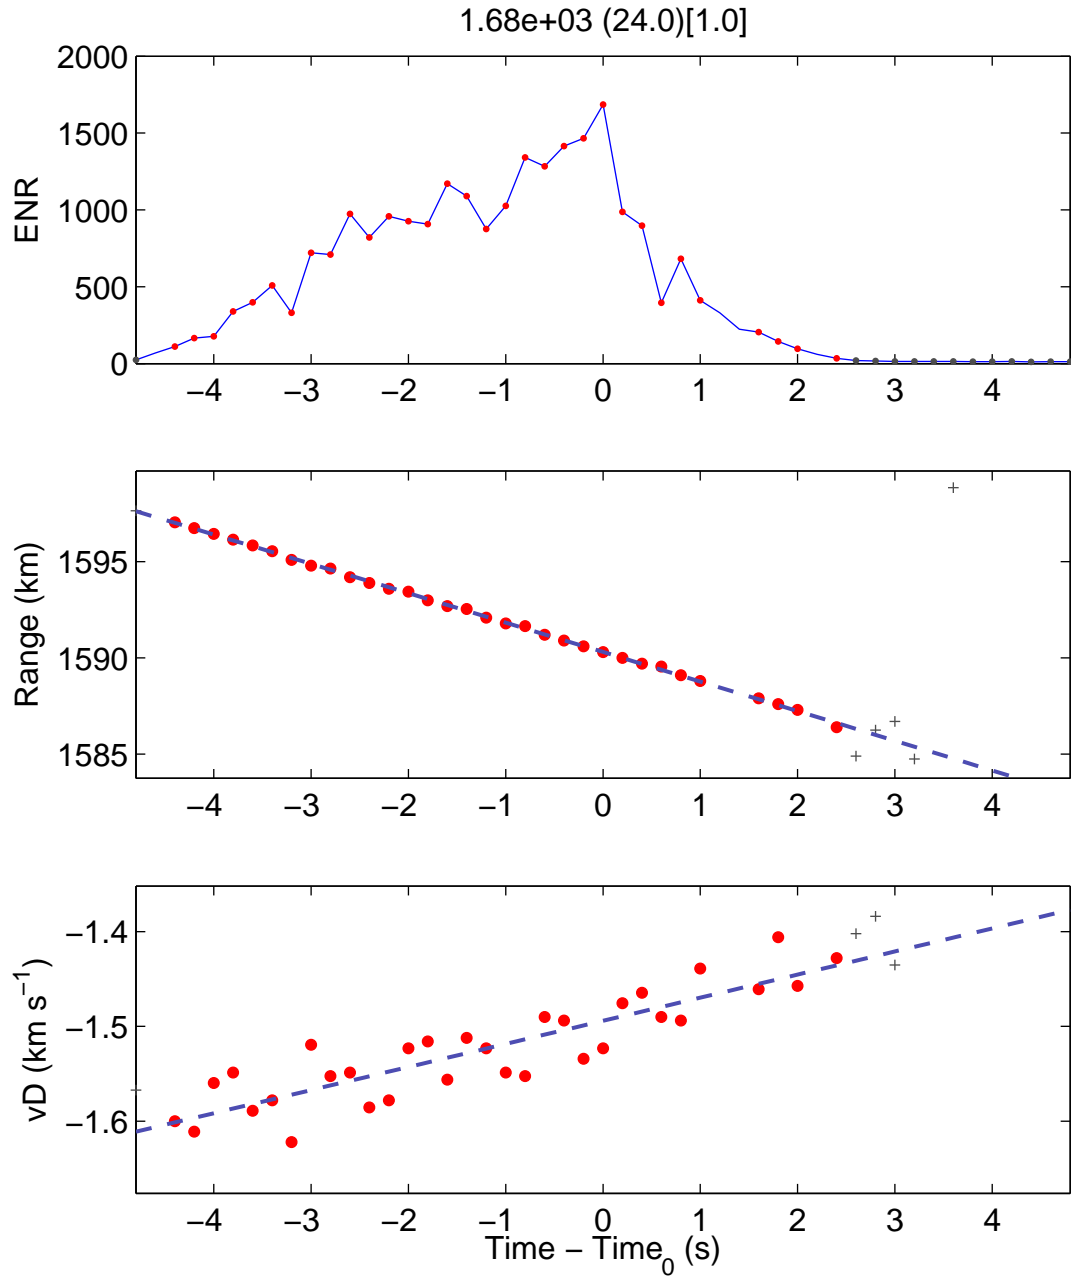 1.68e+03 (24.0)[1.0]
2000
1500
1000
500
0
ENR
−4 −3 −2 −1 0 1 2 3 4
1595
1590
1585
Range (km)
−4 −3 −2 −1 0 1 2 3 4
−1.4
−1.5
−1.6
vD (km s⁻¹)
−4 −3 −2 −1 0 1 2 3 4
Time − Time₀ (s)